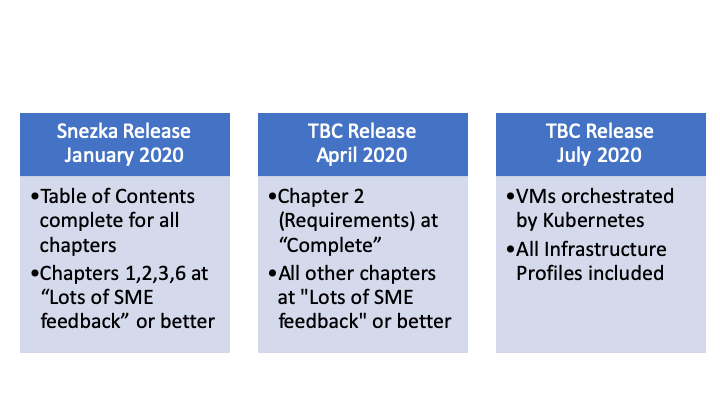 Snezka Release
January 2020
•Table of Contents
complete for all
chapters
•Chapters 1,2,3,6 at
“Lots of SME
feedback” or better
TBC Release
April 2020
•Chapter 2
(Requirements) at
“Complete”
•All other chapters
at "Lots of SME
feedback" or better
TBC Release
July 2020
•VMs orchestrated
by Kubernetes
•All Infrastructure
Profiles included